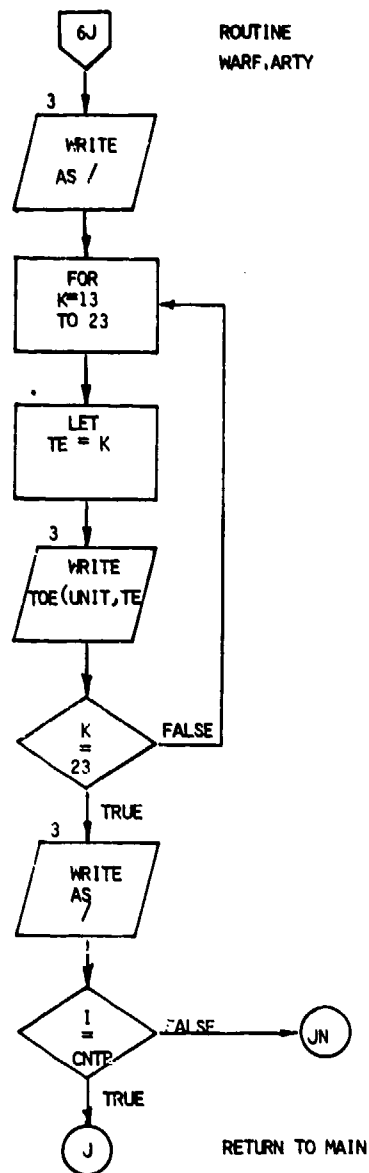 6J
ROUTINE
WARF.ARTY
3
WRITE
AS /
FOR
K=13
TO 23
LET
TE = K
3
WRITE
TOE(UNIT,TE
K
=
23
FALSE
TRUE
3
WRITE
AS
/
I
=
CNTR
FALSE
JN
TRUE
J
RETURN TO MAIN